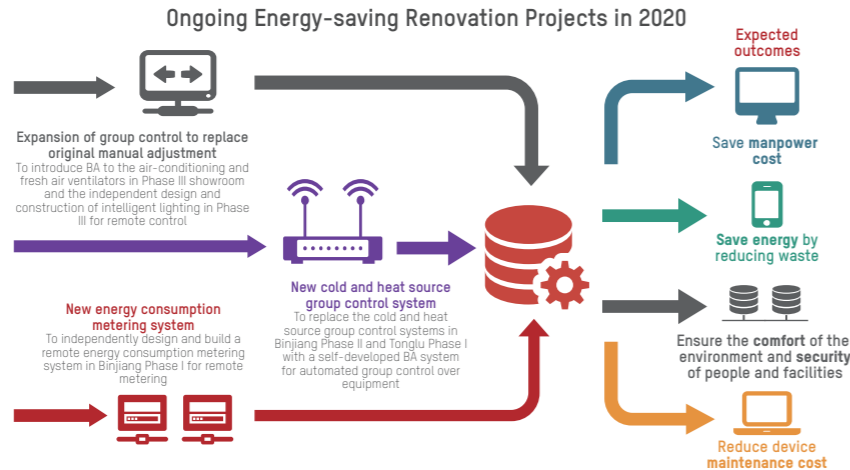 Ongoing Energy-saving Renovation Projects in 2020
Expansion of group control to replace
original manual adjustment
To introduce BA to the air-conditioning and
fresh air ventilators in Phase III showroom
and the independent design and
construction of intelligent lighting in Phase
III for remote control
New cold and heat source
group control system
To replace the cold and heat
source group control systems in
Binjiang Phase II and Tonglu Phase I
with a self-developed BA system
for automated group control over
equipment
New energy consumption
metering system
To independently design and build a
remote energy consumption metering
system in Binjiang Phase I for remote
metering
Expected
outcomes
Save manpower
cost
Save energy by
reducing waste
Ensure the comfort of the
environment and security
of people and facilities
Reduce device
maintenance cost